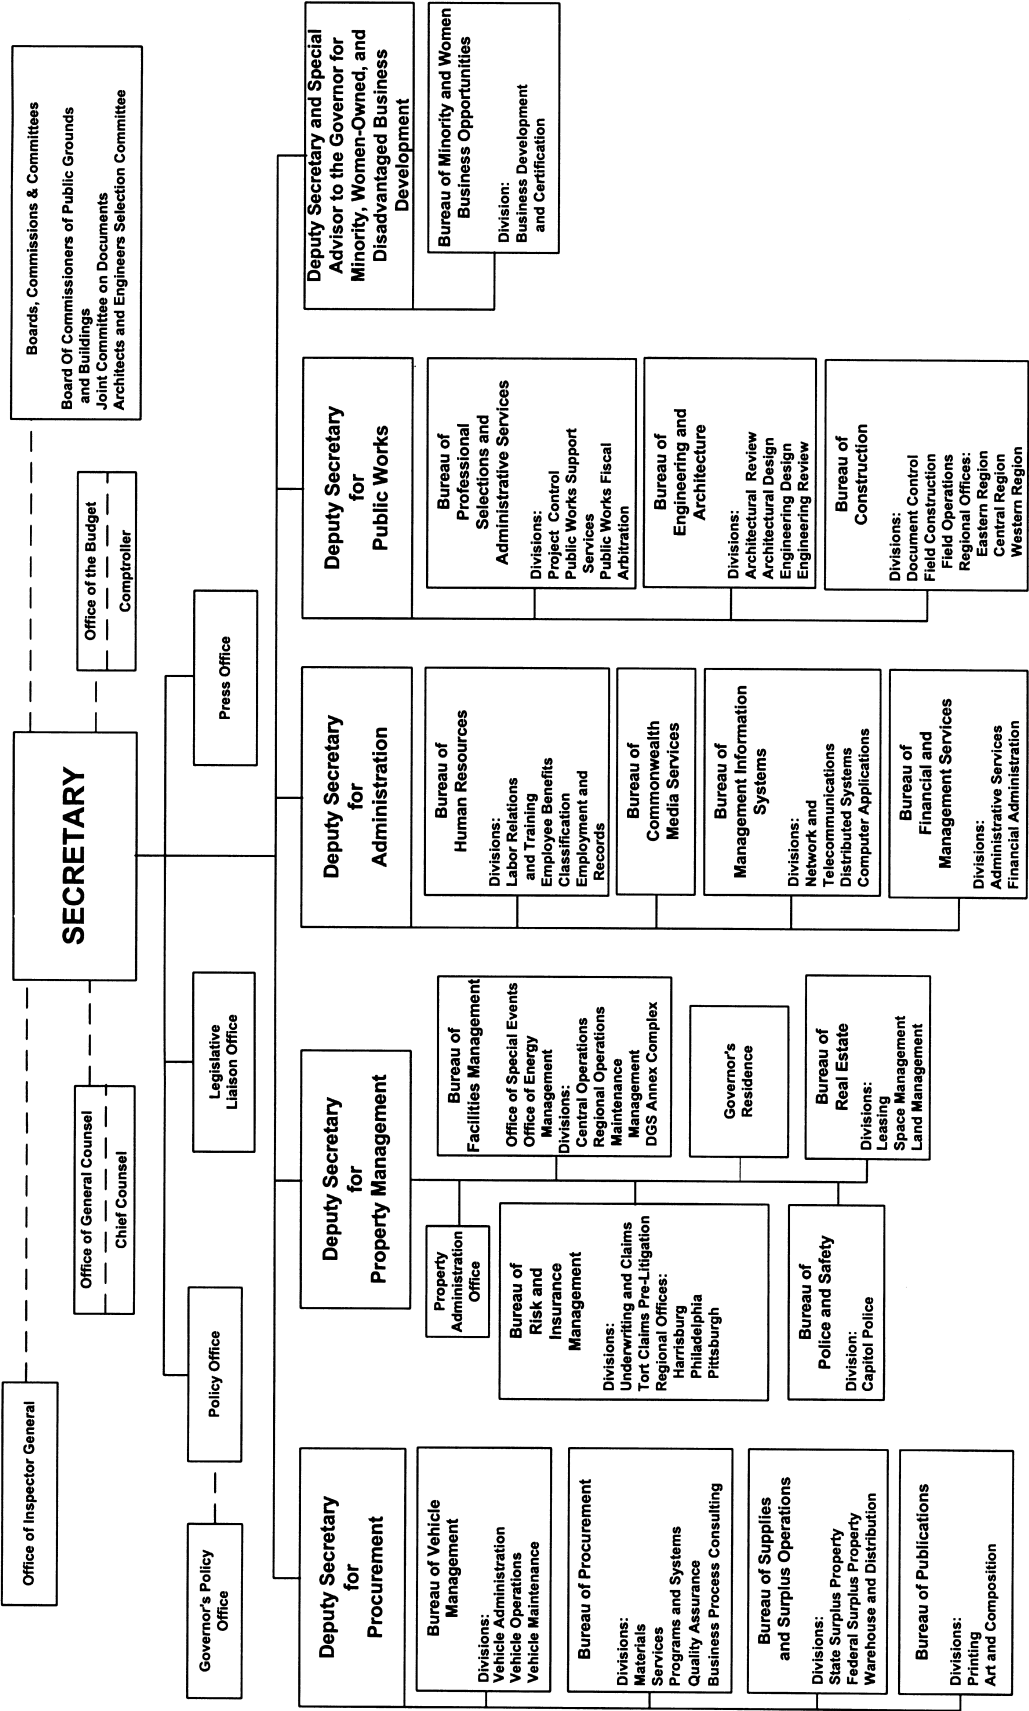 SECRETARY
Boards, Commissions & Committees
Board Of Commissioners of Public Grounds
and Buildings
Joint Committee on Documents
Architects and Engineers Selection Committee
Office of Inspector General
Office of General Counsel
Chief Counsel
Office of the Budget
Comptroller
Governor's Policy
Office
Policy Office
Legislative
Liaison Office
Press Office
Deputy Secretary
for
Procurement
Bureau of Vehicle
Management
Divisions:
Vehicle Administration
Vehicle Operations
Vehicle Maintenance
Bureau of Procurement
Divisions:
Materials
Services
Programs and Systems
Quality Assurance
Business Process Consulting
Bureau of Supplies
and Surplus Operations
Divisions:
State Surplus Property
Federal Surplus Property
Warehouse and Distribution
Bureau of Publications
Divisions:
Printing
Art and Composition
Deputy Secretary
for
Property Management
Property
Administration
Office
Bureau of
Facilities Management
Office of Special Events
Office of Energy
Management
Divisions:
Central Operations
Regional Operations
Maintenance
Management
DGS Annex Complex
Bureau of
Risk and
Insurance
Management
Divisions:
Underwriting and Claims
Tort Claims Pre-Litigation
Regional Offices:
Harrisburg
Philadelphia
Pittsburgh
Governor's
Residence
Bureau of
Police and Safety
Division:
Capitol Police
Bureau of
Real Estate
Divisions:
Leasing
Space Management
Land Management
Deputy Secretary
for
Administration
Bureau of
Human Resources
Divisions:
Labor Relations
and Training
Employee Benefits
Classification
Employment and
Records
Bureau of
Commonwealth
Media Services
Bureau of
Management Information
Systems
Divisions:
Network and
Telecommunications
Distributed Systems
Computer Applications
Bureau of
Financial and
Management Services
Divisions:
Administrative Services
Financial Administration
Deputy Secretary
for
Public Works
Bureau of
Professional
Selections and
Administrative Services
Divisions:
Project Control
Public Works Support
Services
Public Works Fiscal
Arbitration
Bureau of
Engineering and
Architecture
Divisions:
Architectural Review
Architectural Design
Engineering Design
Engineering Review
Bureau of
Construction
Divisions:
Document Control
Field Construction
Field Operations
Regional Offices:
Eastern Region
Central Region
Western Region
Deputy Secretary and Special
Advisor to the Governor for
Minority, Women-Owned, and
Disadvantaged Business
Development
Bureau of Minority and Women
Business Opportunities
Division:
Business Development
and Certification